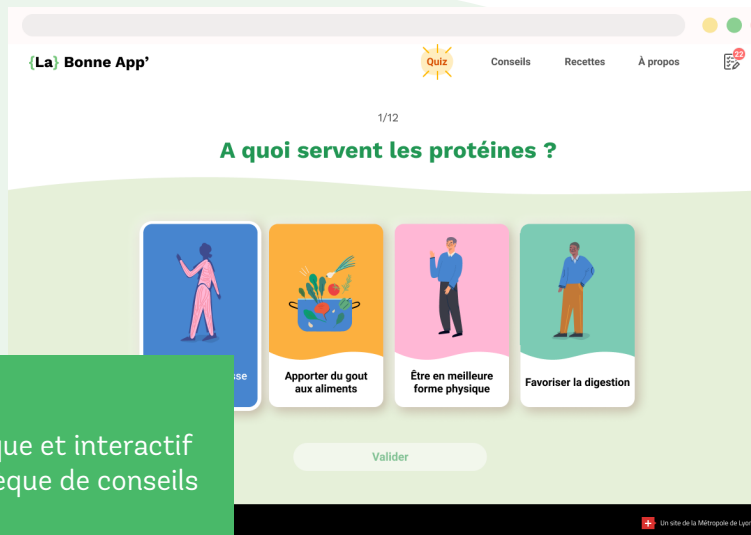 {La} Bonne App’
Quiz
Conseils
Recettes
À propos
22
1/12
A quoi servent les protéines ?
Apporter du gout
aux aliments
Être en meilleure
forme physique
Favoriser la digestion
Valider
et interactif
de conseils
Un site de la Métropole de Lyon